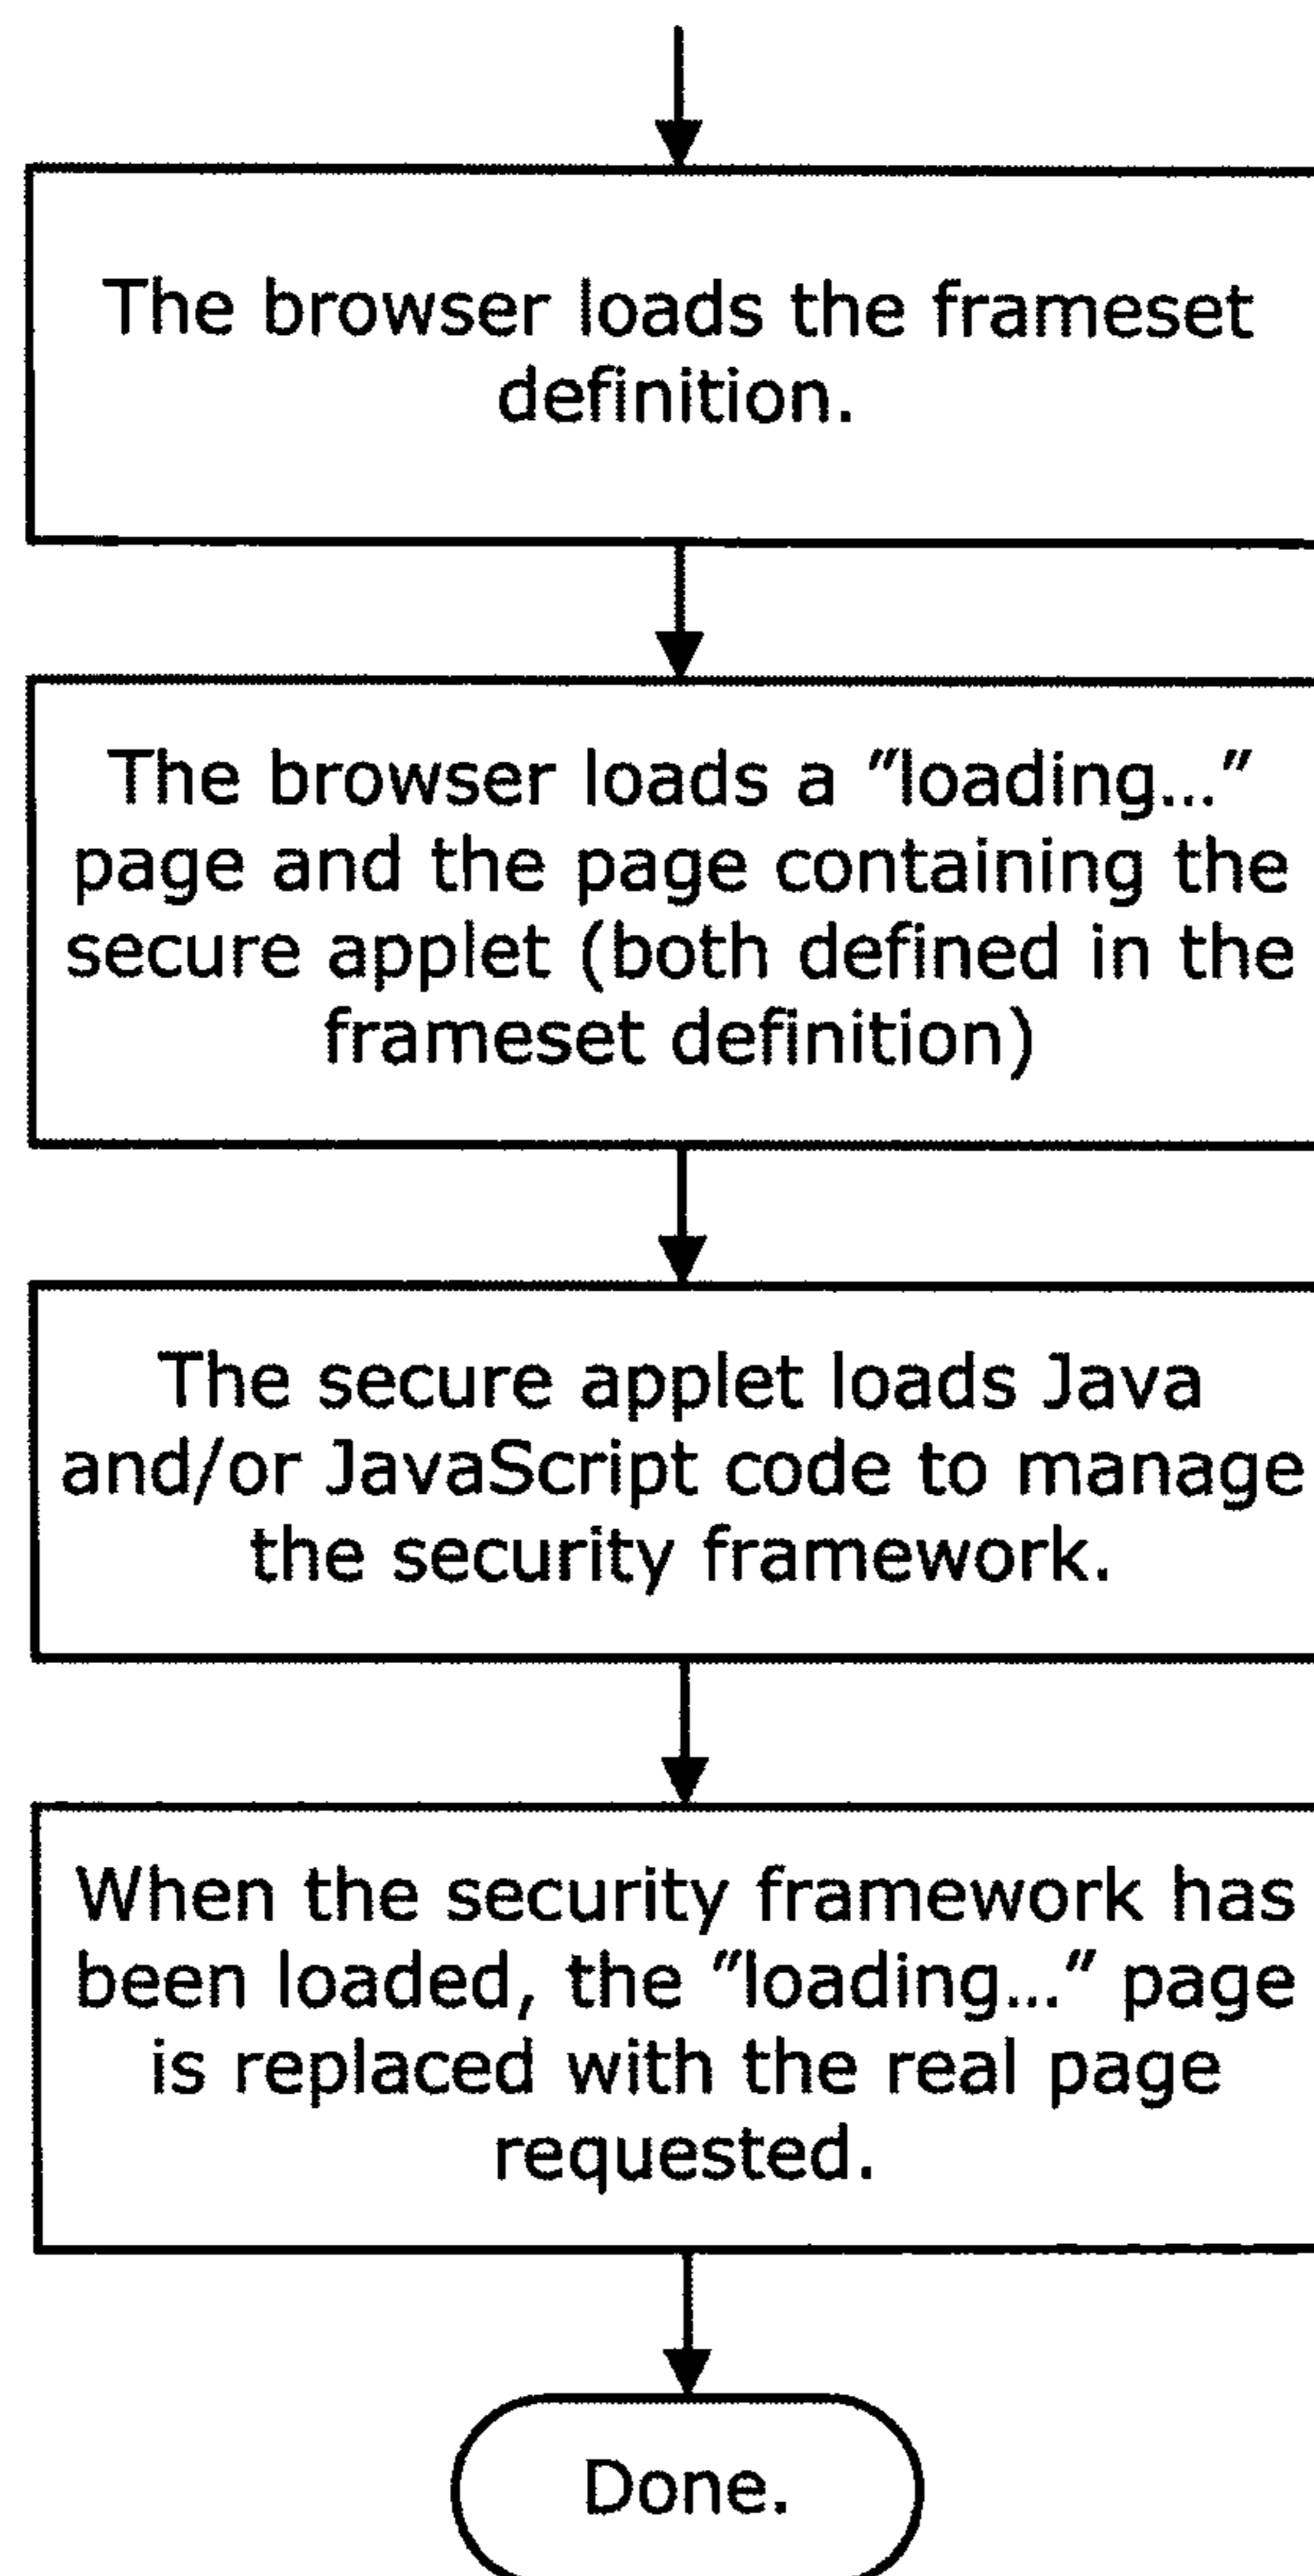 The browser loads the frameset
definition.
The browser loads a "loading..."
page and the page containing the
secure applet (both defined in the
frameset definition)
The secure applet loads Java
and/or JavaScript code to manage
the security framework.
When the security framework has
been loaded, the "loading..." page
is replaced with the real page
requested.
Done.